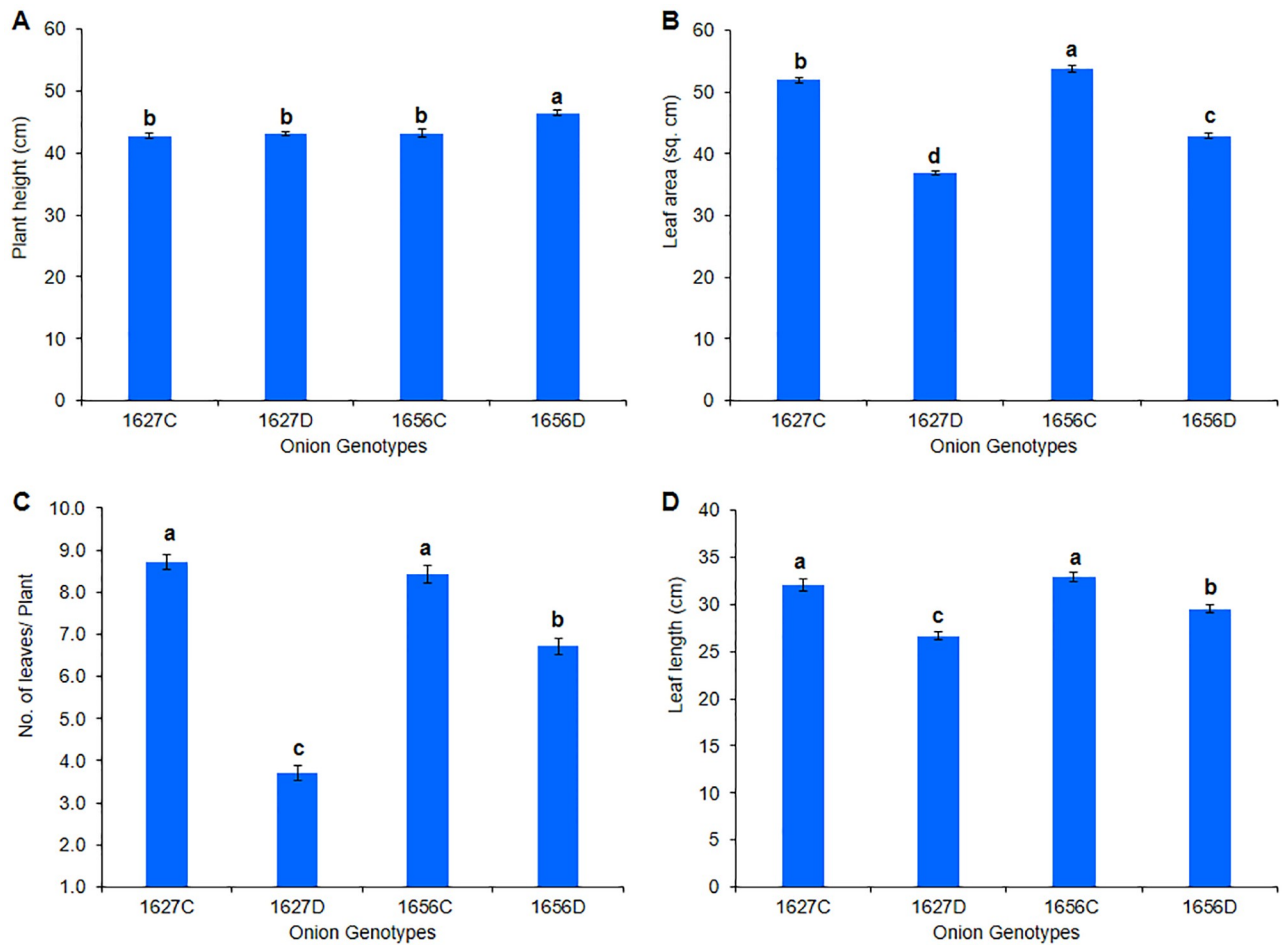 A
60
50
40
30
20
10
0
Plant height (cm)
b
b
b
a
1627C 1627D 1656C 1656D
Onion Genotypes
B
60
50
40
30
20
10
0
Leaf area (sq. cm)
b
d
a
c
1627C 1627D 1656C 1656D
Onion Genotypes
C
10.0
9.0
8.0
7.0
6.0
5.0
4.0
3.0
2.0
1.0
No. of leaves/ Plant
a
c
a
b
1627C 1627D 1656C 1656D
Onion Genotypes
D
40
35
30
25
20
15
10
5
0
Leaf length (cm)
a
c
a
b
1627C 1627D 1656C 1656D
Onion Genotypes